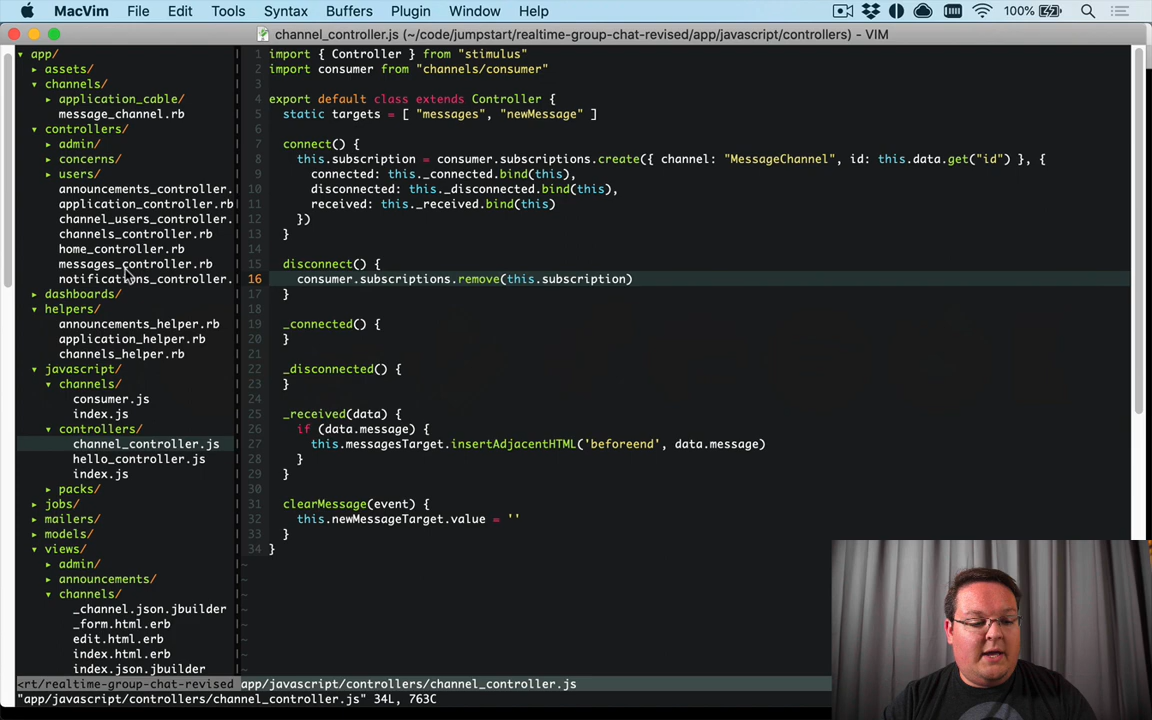 MacVim File Edit Tools Syntax Buffers Plugin Window Help 100%
channel_controller.js (~/code/jumpstart/realtime-group-chat-revised/app/javascript/controllers) - VIM
▾ app/
▸ assets/
▾ channels/
▸ application_cable/
message_channel.rb
▾ controllers/
▸ admin/
▸ concerns/
▸ users/
announcements_controller.
application_controller.rb
channel_users_controller.
channels_controller.rb
home_controller.rb
messages_controller.rb
notifications_controller.
▸ dashboards/
▾ helpers/
announcements_helper.rb
application_helper.rb
channels_helper.rb
▾ javascript/
▾ channels/
consumer.js
index.js
▾ controllers/
channel_controller.js
hello_controller.js
index.js
▸ packs/
▸ jobs/
▸ mailers/
▸ models/
▾ views/
▸ admin/
▸ announcements/
▾ channels/
_channel.json.jbuilder
_form.html.erb
edit.html.erb
index.html.erb
index.json.jbuilder
<rt/realtime-group-chat-revised
1 import { Controller } from "stimulus"
2 import consumer from "channels/consumer"
3
4 export default class extends Controller {
5 static targets = [ "messages", "newMessage" ]
6
7 connect() {
8 this.subscription = consumer.subscriptions.create({ channel: "MessageChannel", id: this.data.get("id") }, {
9 connected: this._connected.bind(this),
10 disconnected: this._disconnected.bind(this),
11 received: this._received.bind(this)
12 })
13 }
14
15 disconnect() {
16 consumer.subscriptions.remove(this.subscription)
17 }
18
19 _connected() {
20 }
21
22 _disconnected() {
23 }
24
25 _received(data) {
26 if (data.message) {
27 this.messagesTarget.insertAdjacentHTML('beforeend', data.message)
28 }
29 }
30
31 clearMessage(event) {
32 this.newMessageTarget.value = ''
33 }
34 }
~
~
~
~
~
~
~
~
app/javascript/controllers/channel_controller.js
"app/javascript/controllers/channel_controller.js" 34L, 763C